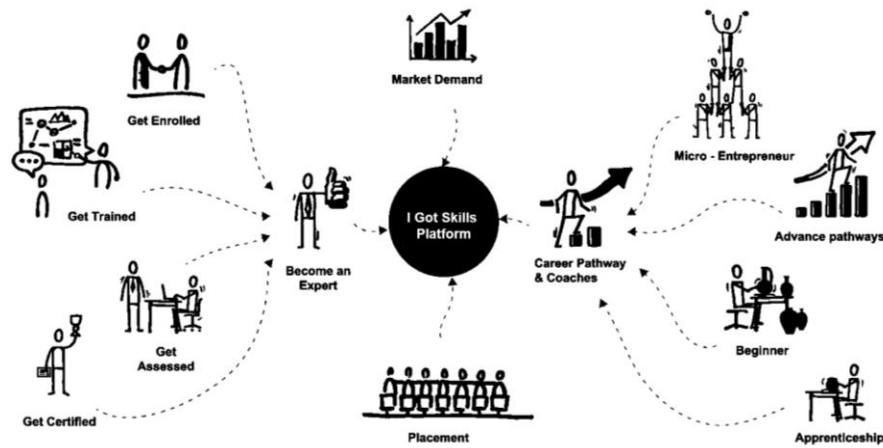 Market Demand
Get Enrolled
Micro - Entrepreneur
Get Trained
I Got Skills
Platform
Advance pathways
Become an
Expert
Career Pathway
& Coaches
Get
Assessed
Beginner
Get Certified
Placement
Apprenticeship